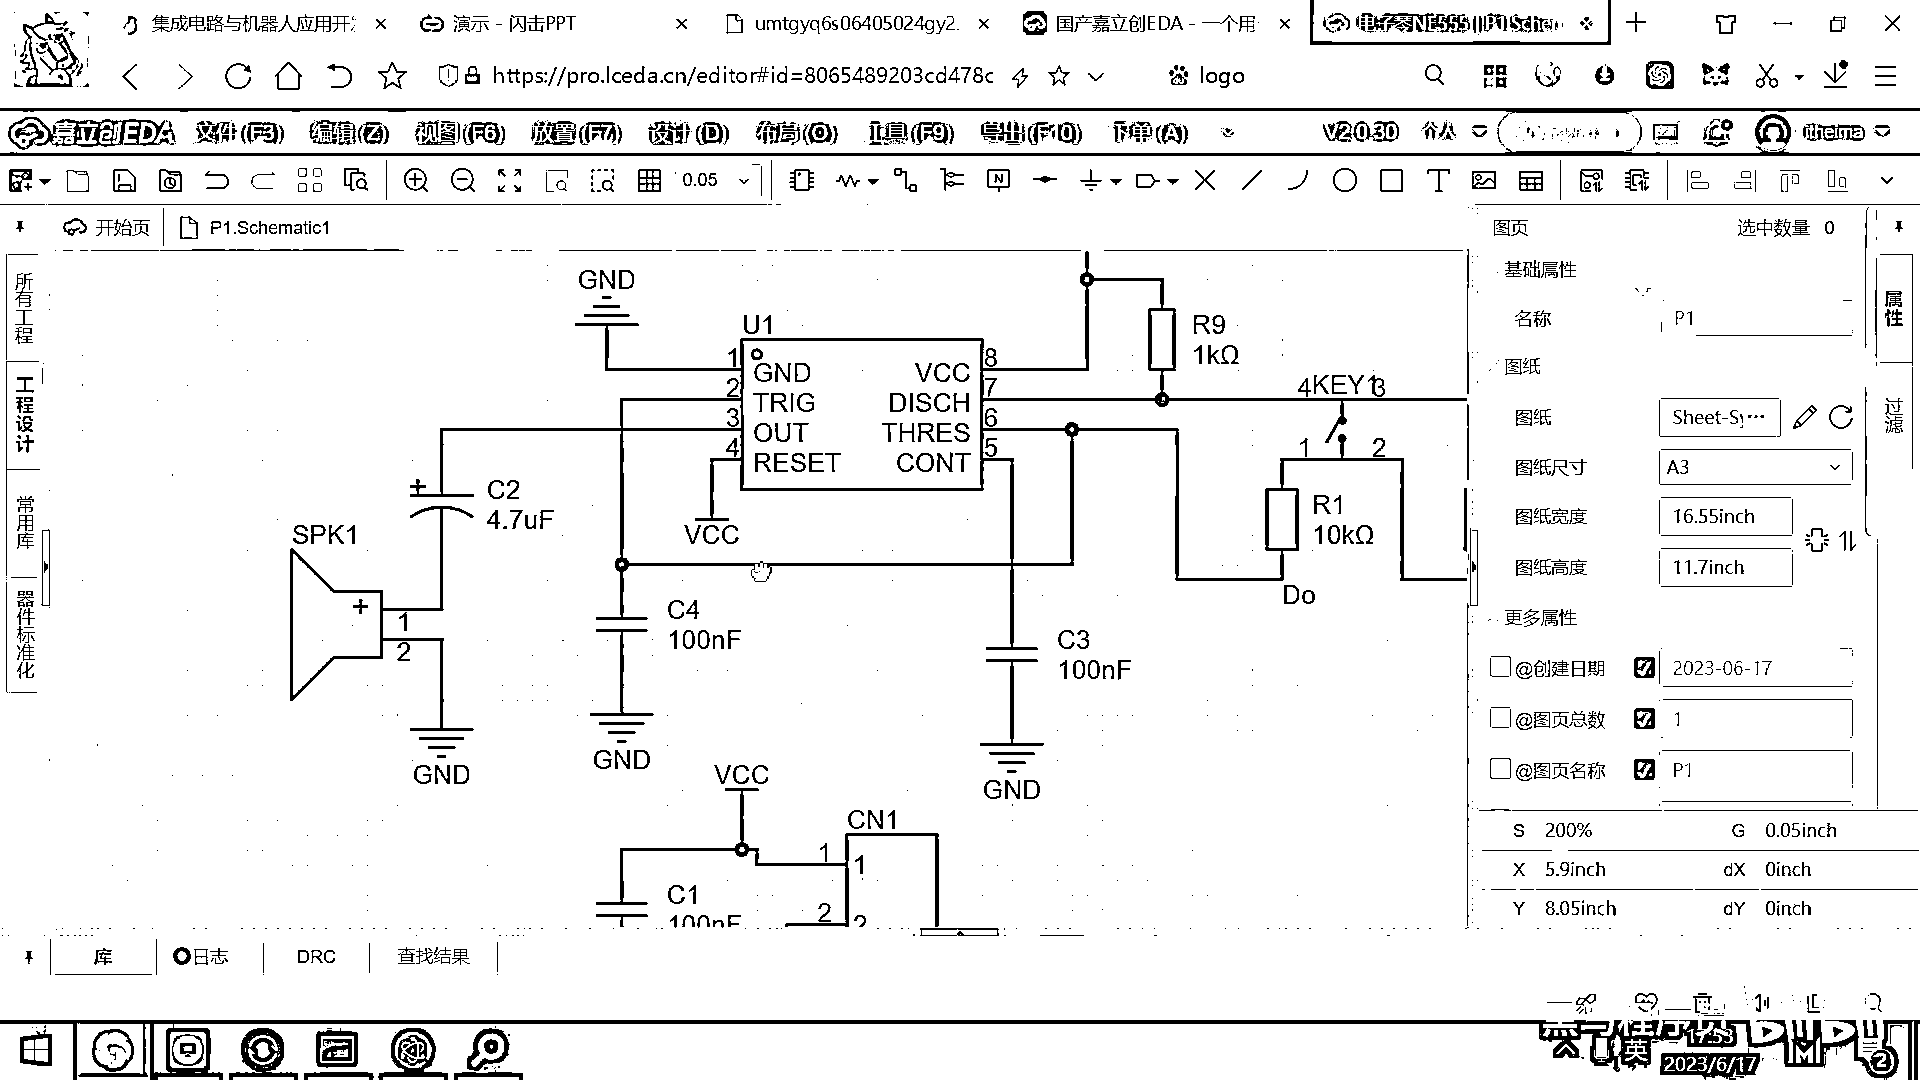 集成电路与机器人应用开
演示 - 闪击PPT
umtgyq6s06405024gy2.
国产嘉立创EDA - 一个用
电子琴NE555 | P1.Schem
https://pro.lceda.cn/editor#id=8065489203cd478c
logo
嘉立创EDA 文件(F3) 编辑(Z) 视图(F6) 放置(F7) 设计(D) 布局(O) 工具(F9) 导出(F10) 下单(A)
V2.0.30 个人
itheima
0.05
N
T
开始页
P1.Schematic1
所有工程
工程设计
常用库
器件标准化
GND
U1
1 GND
2 TRIG
3 OUT
4 RESET
VCC 8
DISCH 7
THRES 6
CONT 5
R9
1kΩ
4 KEY1 3
1 2
R1
10kΩ
Do
C2
4.7uF
SPK1
1
2
VCC
C4
100nF
C3
100nF
GND
GND
GND
VCC
CN1
1 1
2 2
C1
100nF
图页
选中数量 0
基础属性
名称 P1
图纸
图纸 Sheet-Sy...
图纸尺寸 A3
图纸宽度 16.55inch
图纸高度 11.7inch
更多属性
@创建日期 2023-06-17
@图页总数 1
@图页名称 P1
属性
过滤
S 200% G 0.05inch
X 5.9inch dX 0inch
Y 8.05inch dY 0inch
库
日志
DRC
查找结果
英
17:53
2023/6/17
2